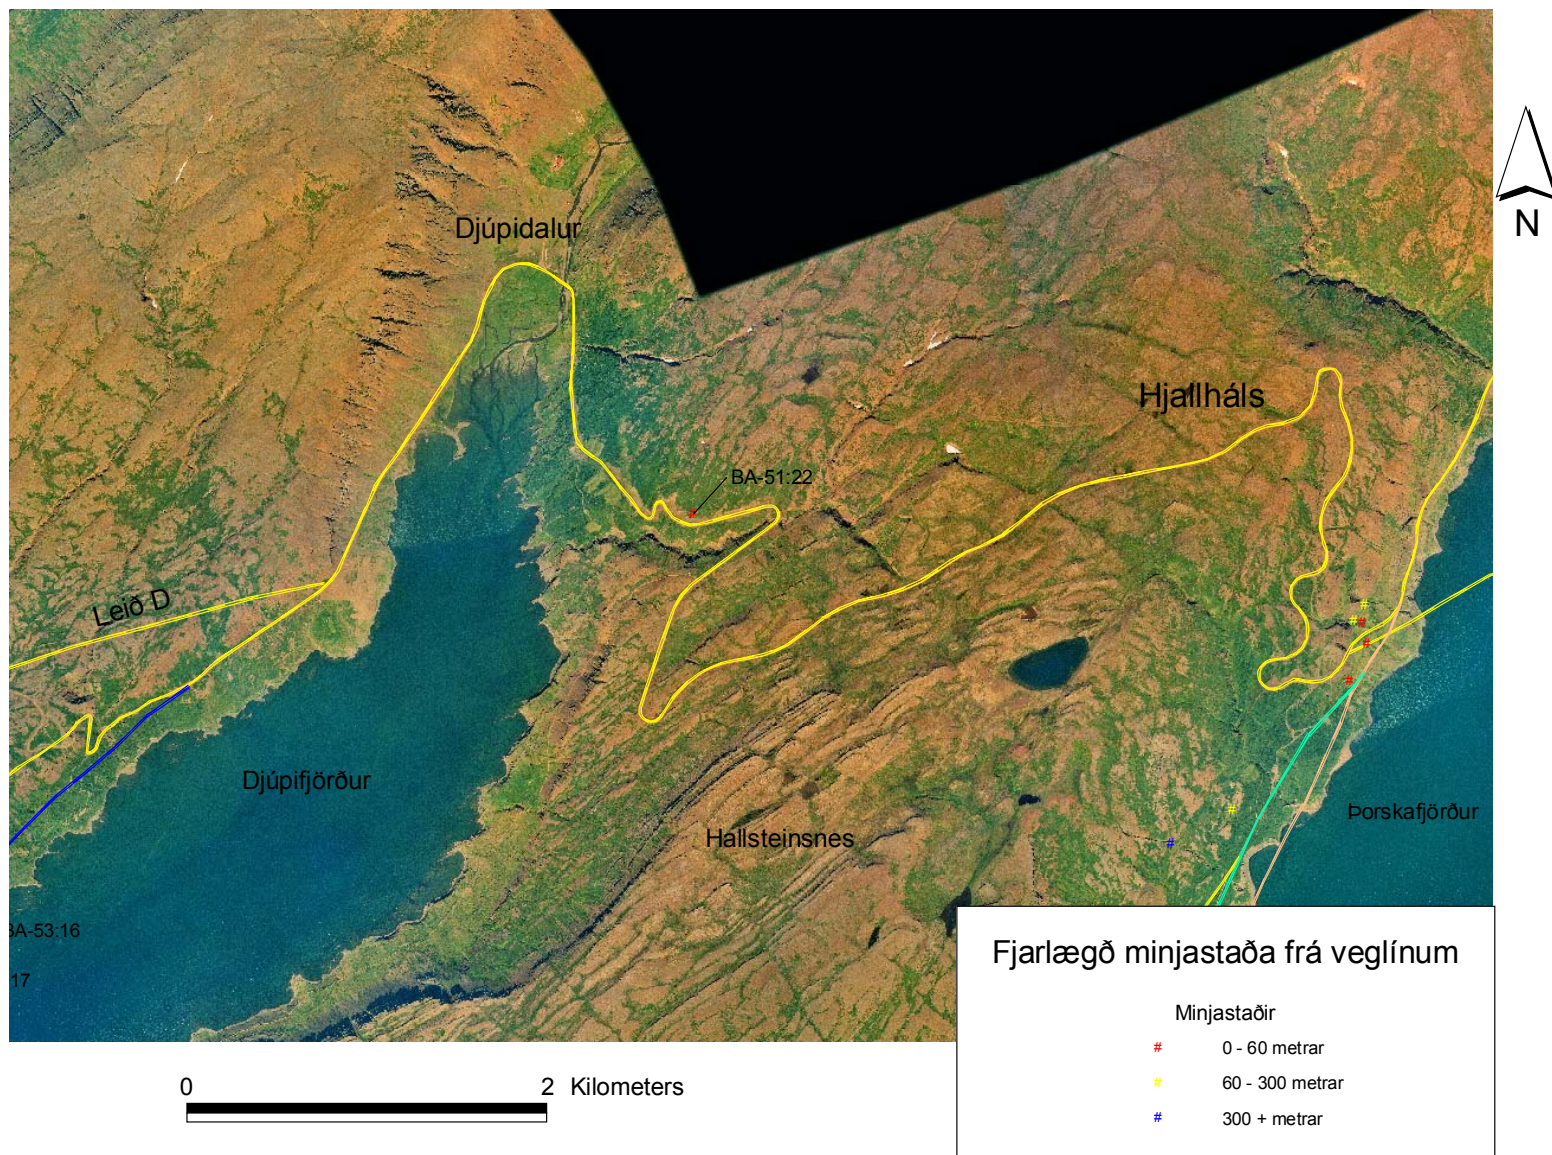 N
Djúpidalur
Hjallháls
BA-51:22
#
#
#
#
#
#
Leið D
Djúpifjörður
Þorskafjörður
#
Hallsteinsnes
#
BA-53:16
17
Fjarlægð minjastaða frá veglínum
Minjastaðir
# 0 - 60 metrar
# 60 - 300 metrar
# 300 + metrar
0 2 Kilometers